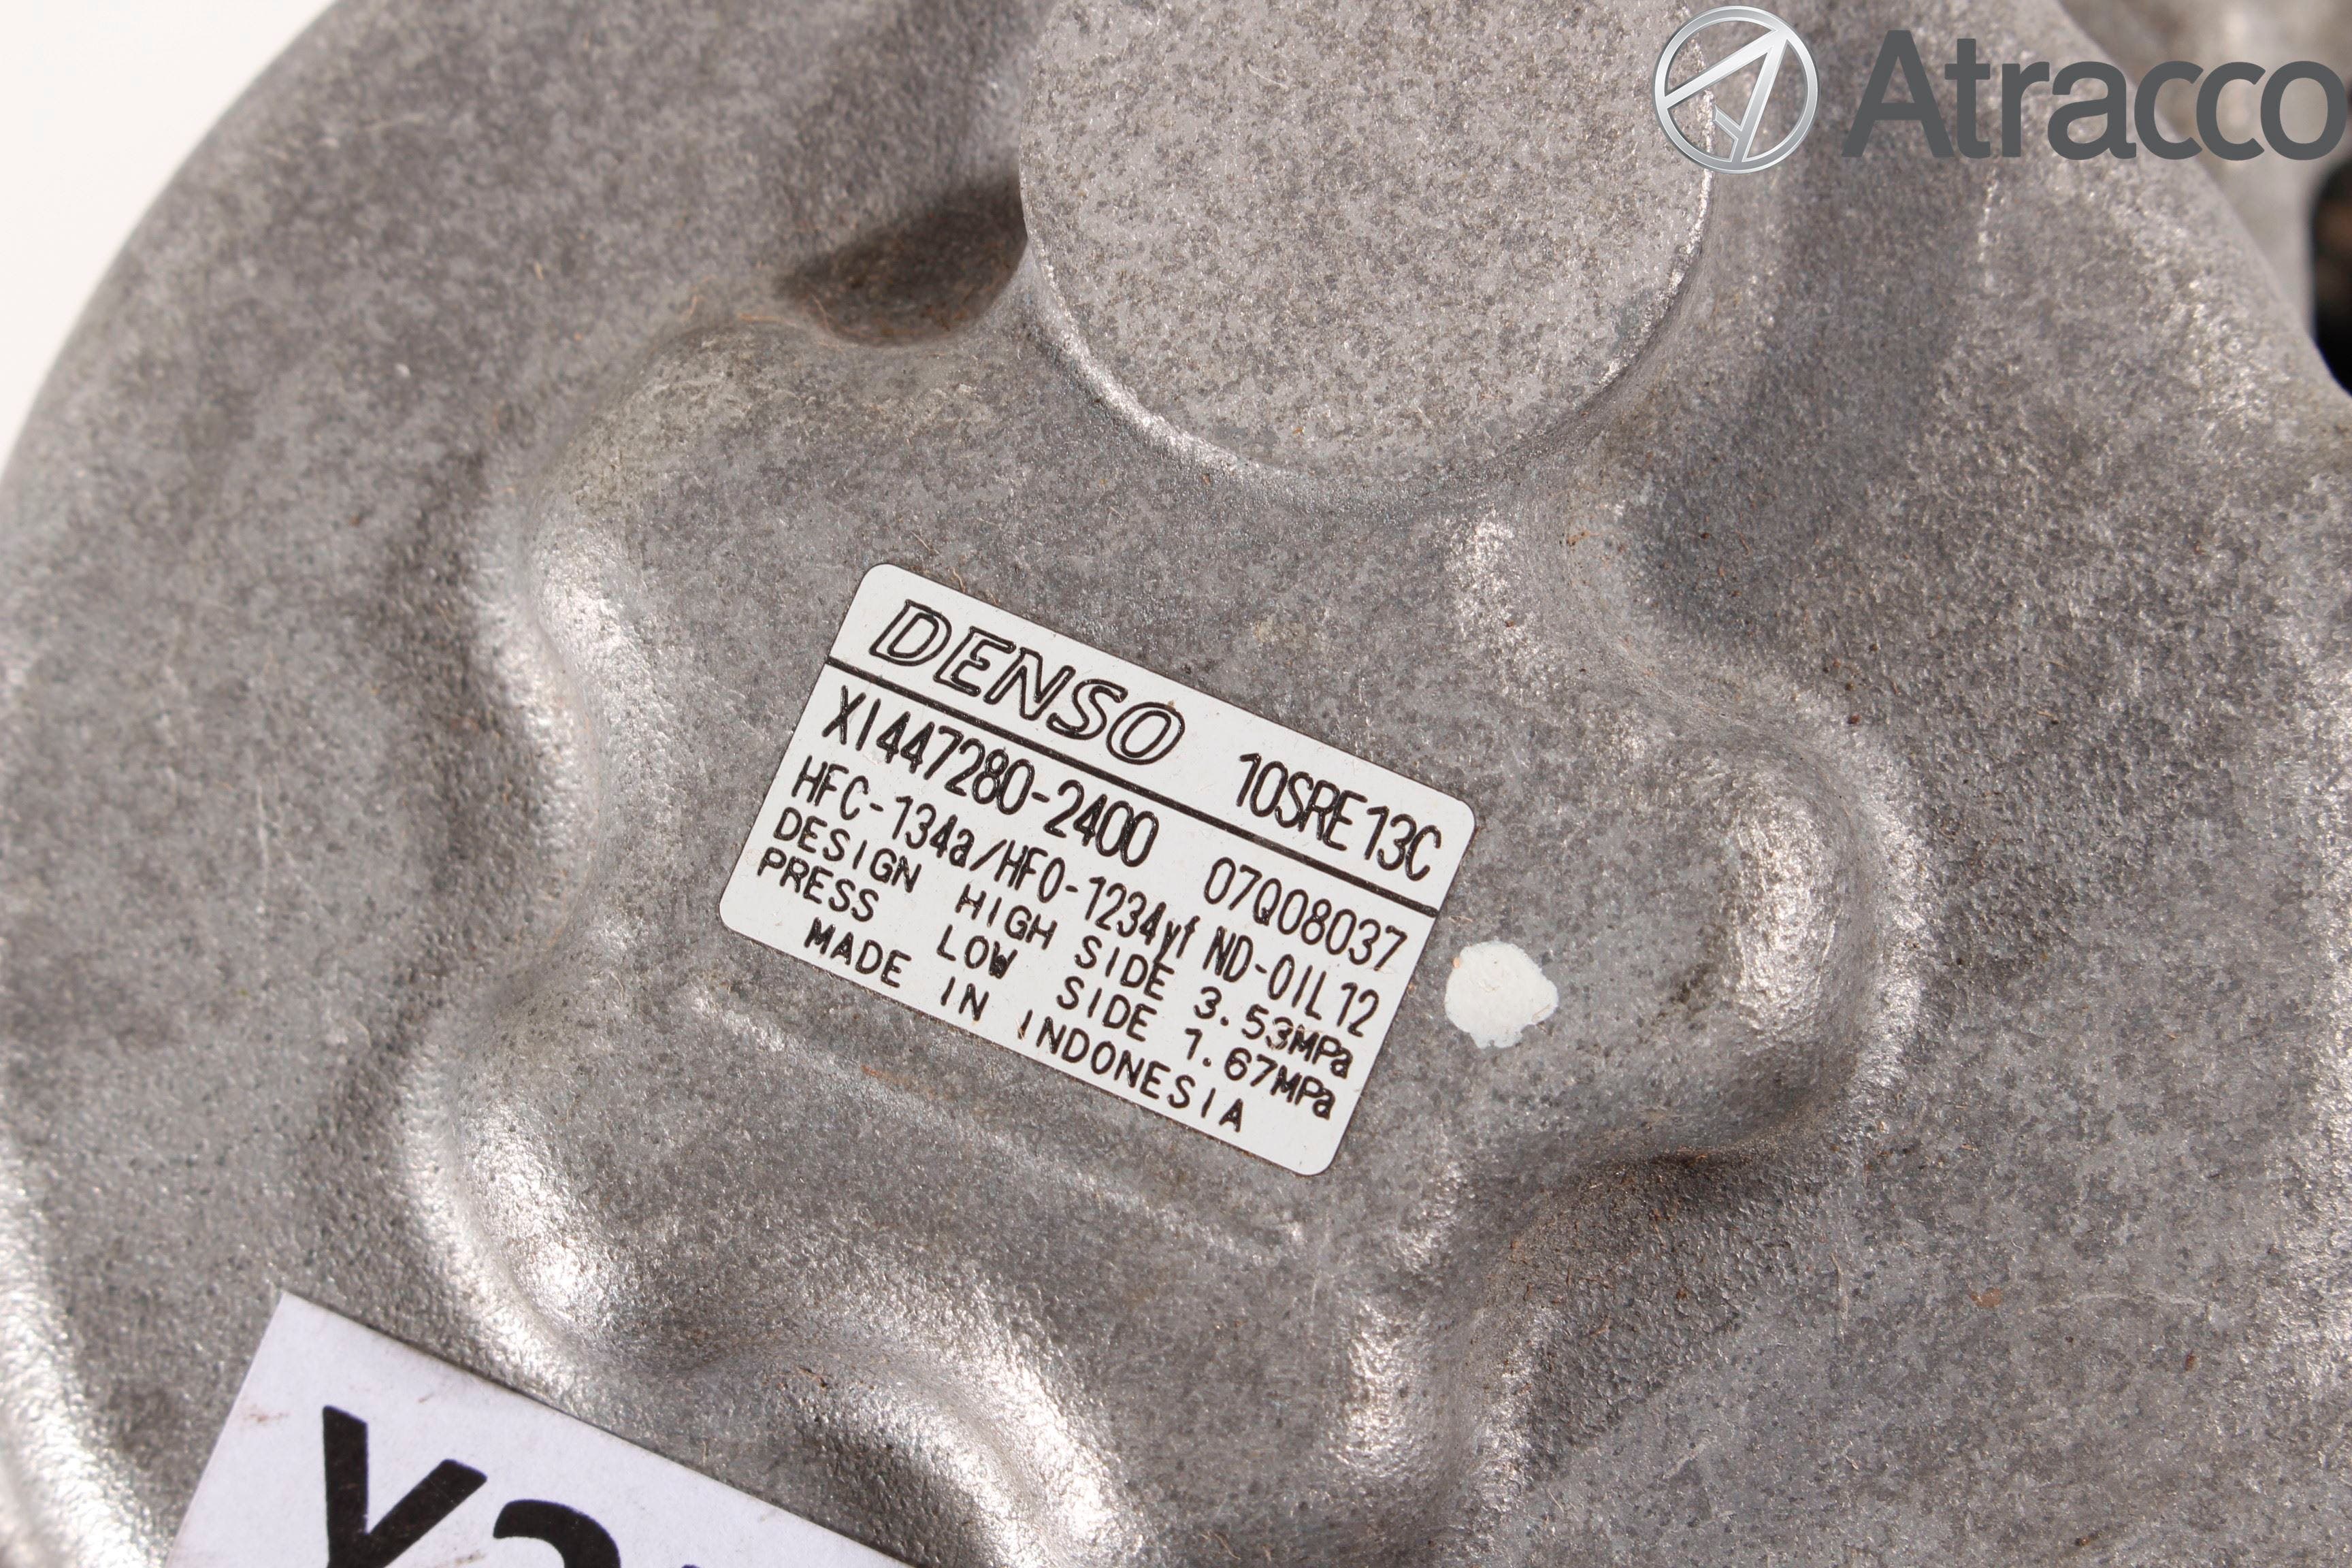 Atracco
DENSO 10SRE13C
XI447280-2400 07Q08037
HFC-134a/HFO-1234yf ND-OIL12
DESIGN HIGH SIDE 3.53MPa
PRESS LOW SIDE 1.67MPa
MADE IN INDONESIA